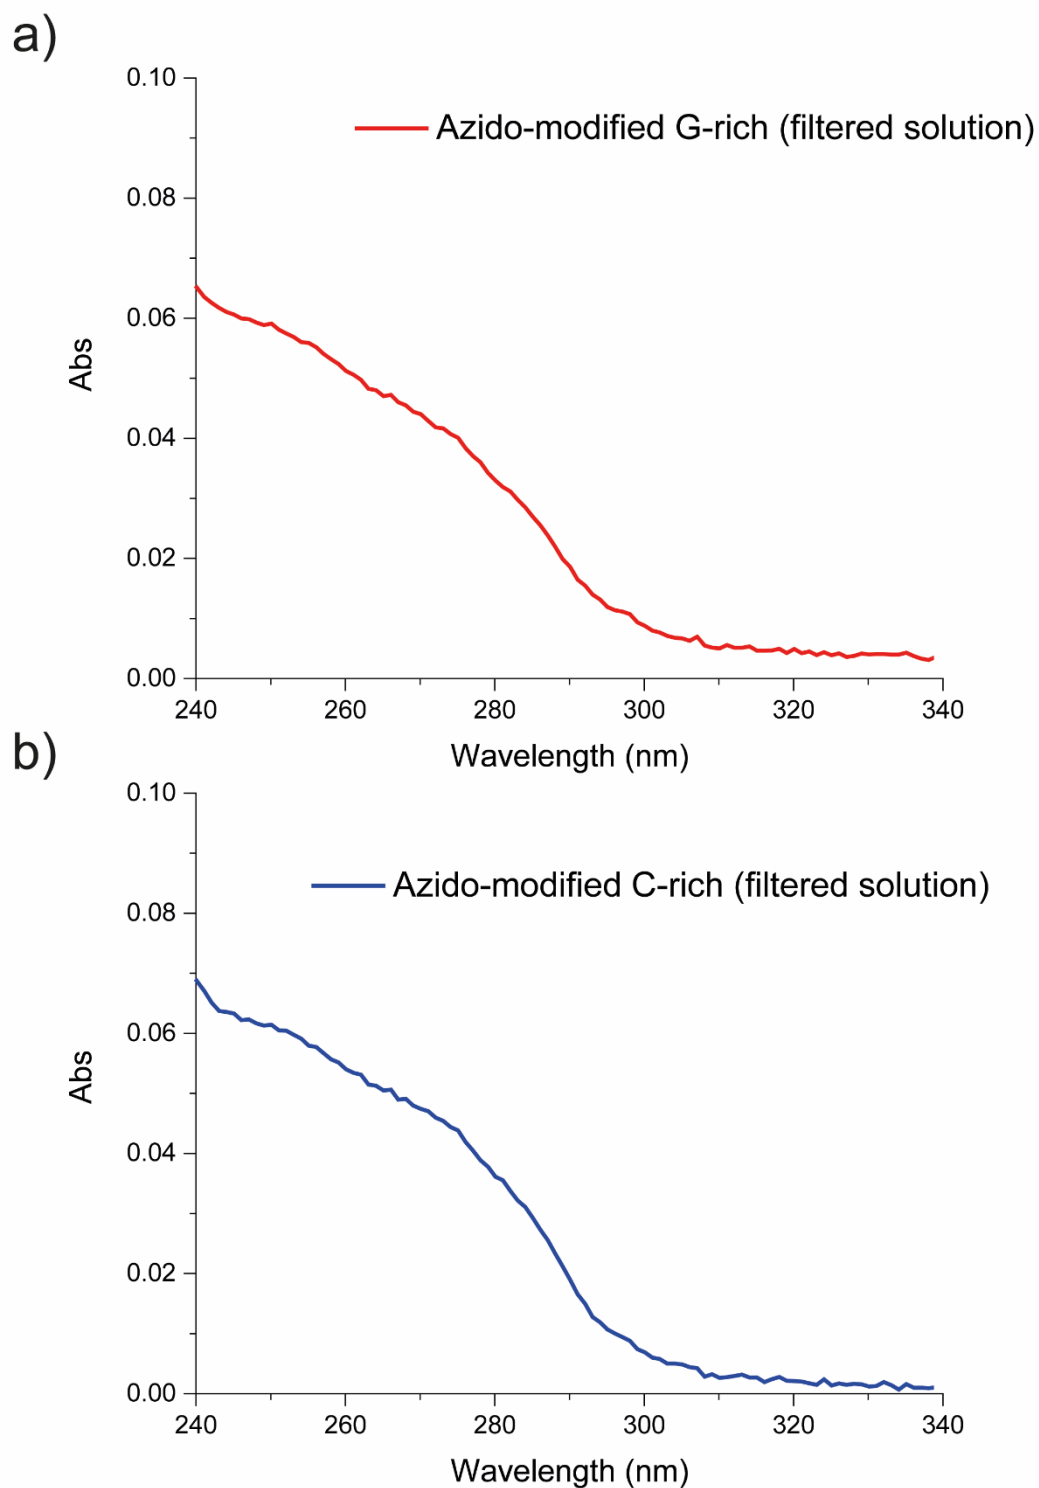 a)
0.10
Azido-modified G-rich (filtered solution)
0.08
0.06
Abs
0.04
0.02
0.00
240 260 280 300 320 340
Wavelength (nm)
b)
0.10
Azido-modified C-rich (filtered solution)
0.08
0.06
Abs
0.04
0.02
0.00
240 260 280 300 320 340
Wavelength (nm)